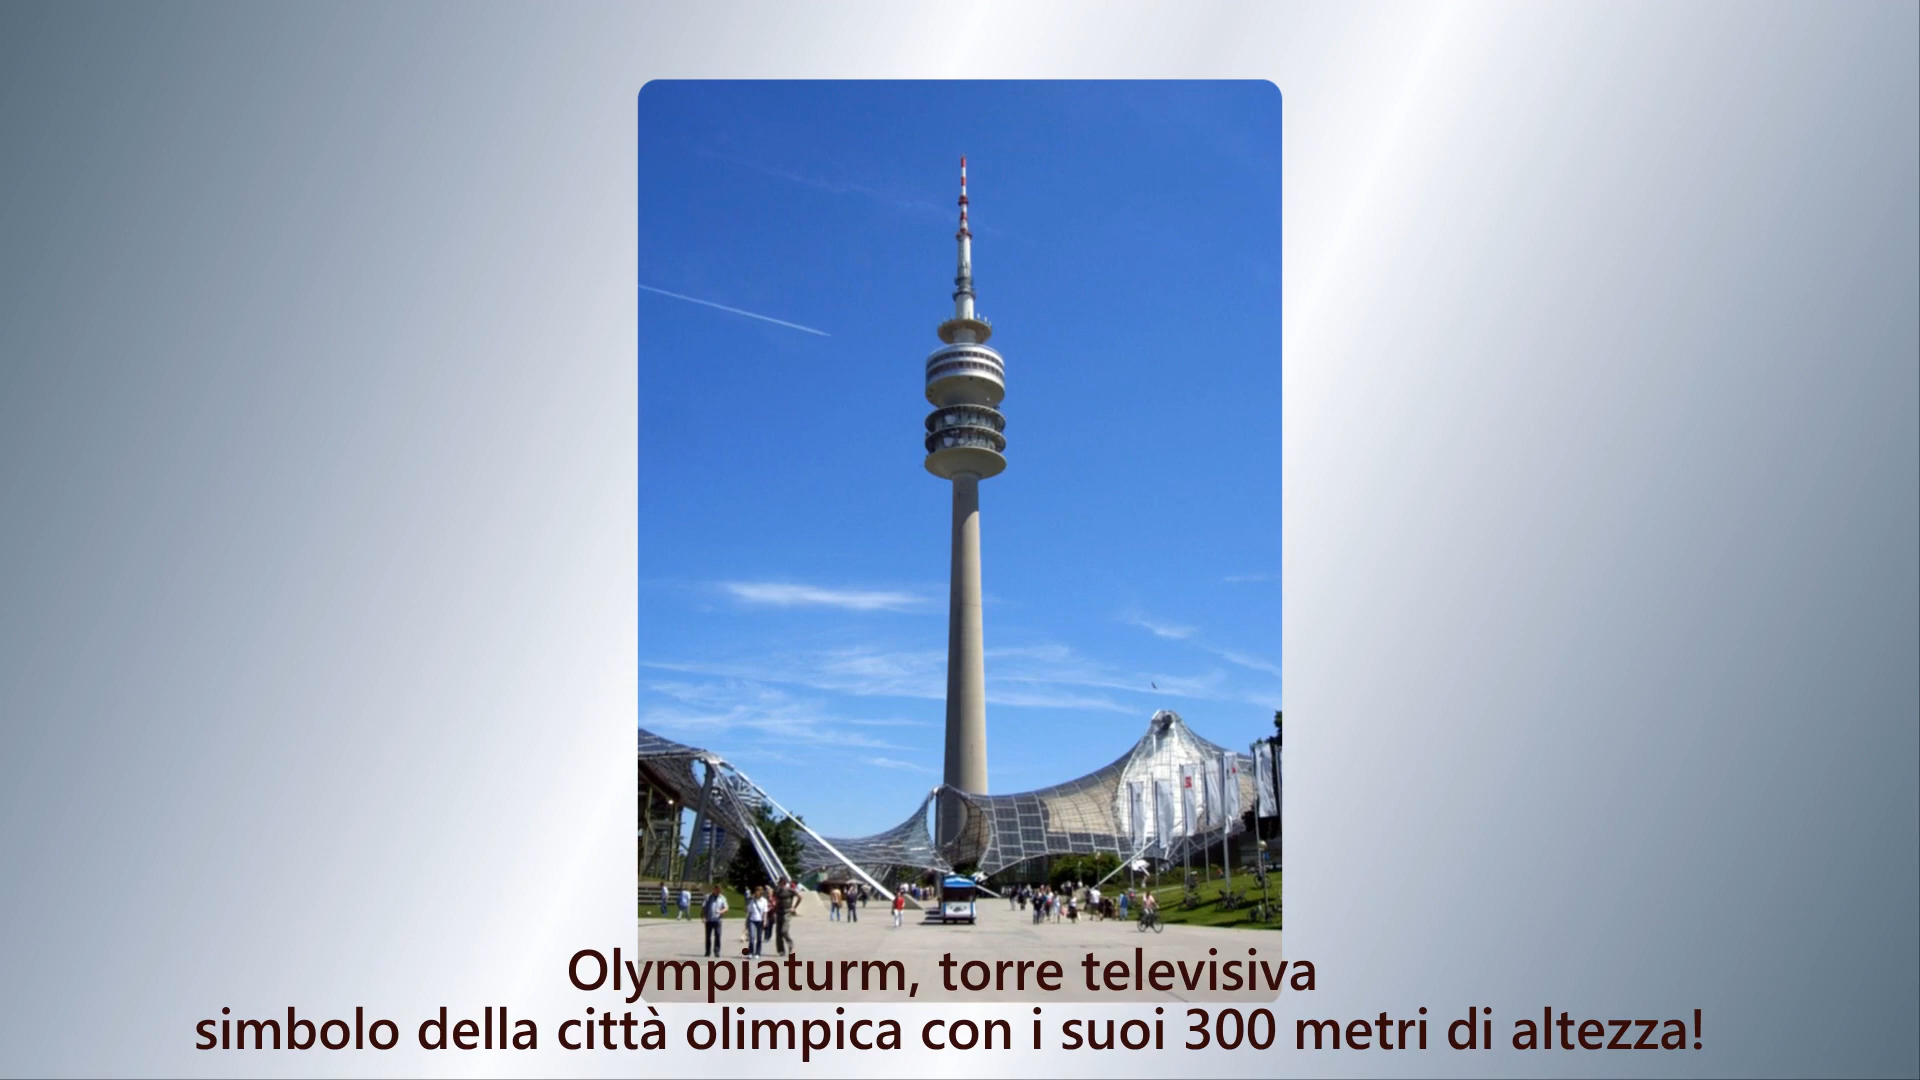 Olympiaturm, torre televisiva
simbolo della città olimpica con i suoi 300 metri di altezza!